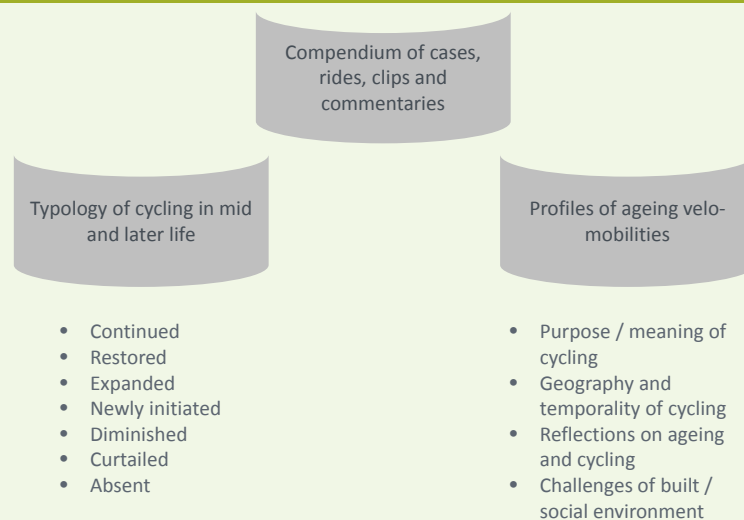 Compendium of cases,
rides, clips and
commentaries
Typology of cycling in mid
and later life
Profiles of ageing velo-
mobilities
• Continued
• Restored
• Expanded
• Newly initiated
• Diminished
• Curtailed
• Absent
• Purpose / meaning of
cycling
• Geography and
temporality of cycling
• Reflections on ageing
and cycling
• Challenges of built /
social environment